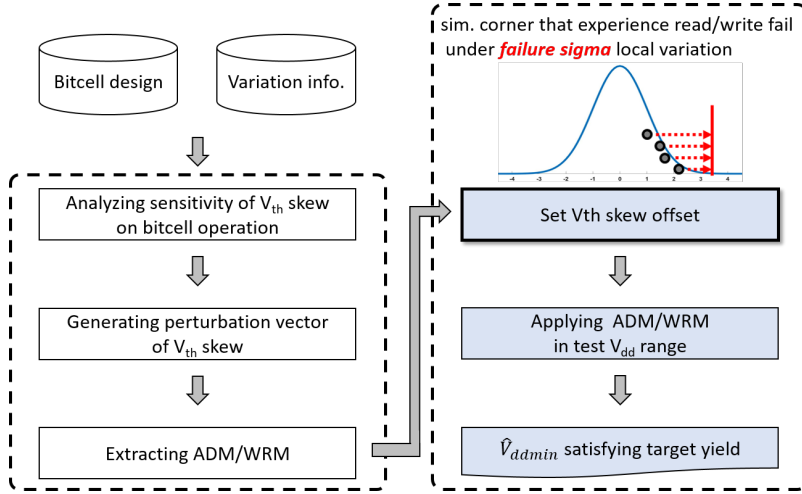 Bitcell design
Variation info.
Analyzing sensitivity of Vth skew
on bitcell operation
Generating perturbation vector
of Vth skew
Extracting ADM/WRM
sim. corner that experience read/write fail
under failure sigma local variation
-4 -3 -2 -1 0 1 2 3 4
Set Vth skew offset
Applying ADM/WRM
in test Vdd range
V̂ddmin satisfying target yield